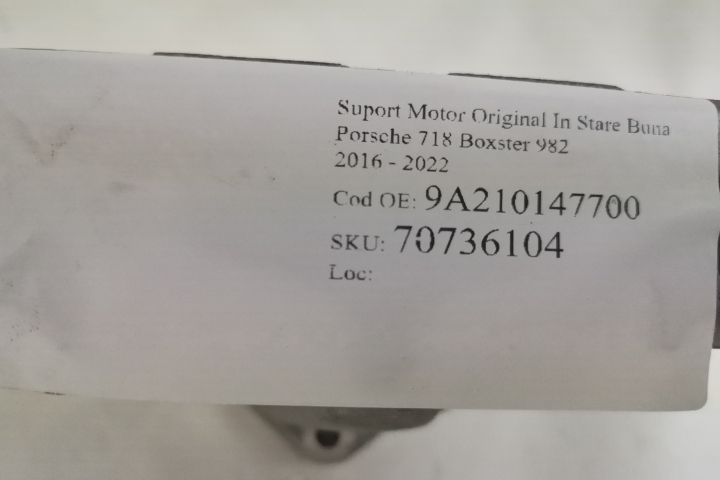 Suport Motor Original In Stare Buna
Porsche 718 Boxster 982
2016 - 2022
Cod OE: 9A210147700
SKU: 70736104
Loc: